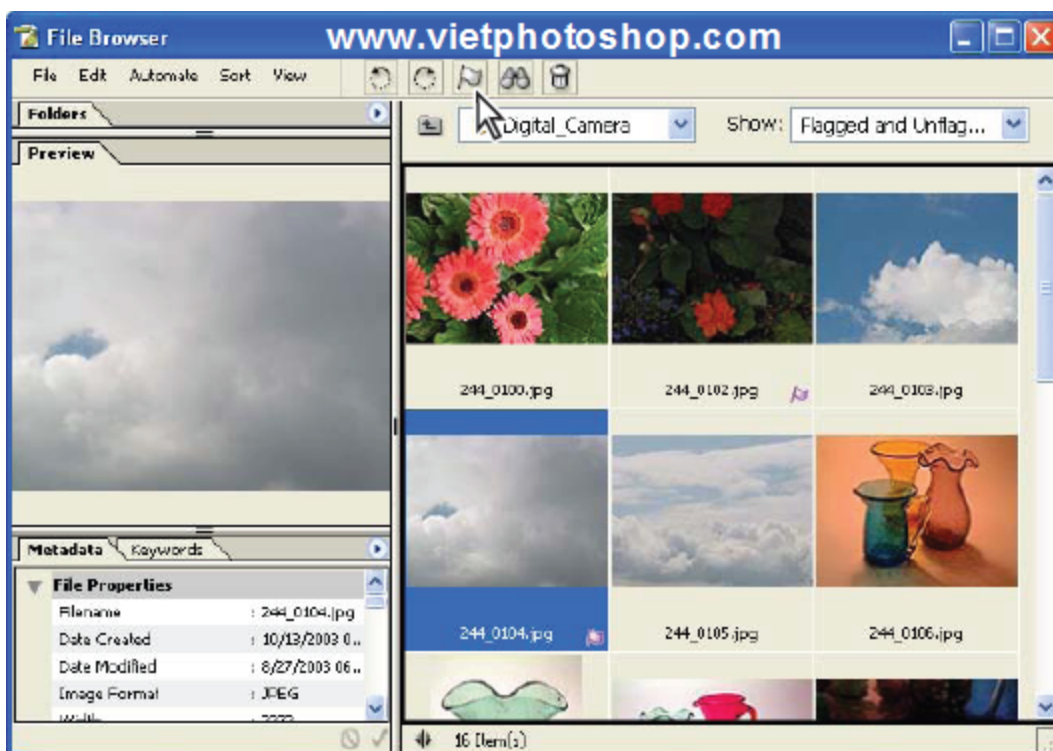 File Browser
www.vietphotoshop.com
File Edit Automate Sort View
Folders
Digital_Camera
Show: Flagged and Unflag...
Preview
244_0100.jpg
244_0102.jpg
244_0103.jpg
244_0104.jpg
244_0105.jpg
244_0106.jpg
Metadata
Keywords
File Properties
Filename : 244_0104.jpg
Date Created : 10/13/2003 0..
Date Modified : 8/27/2003 06..
Image Format : JPEG
16 Item(s)